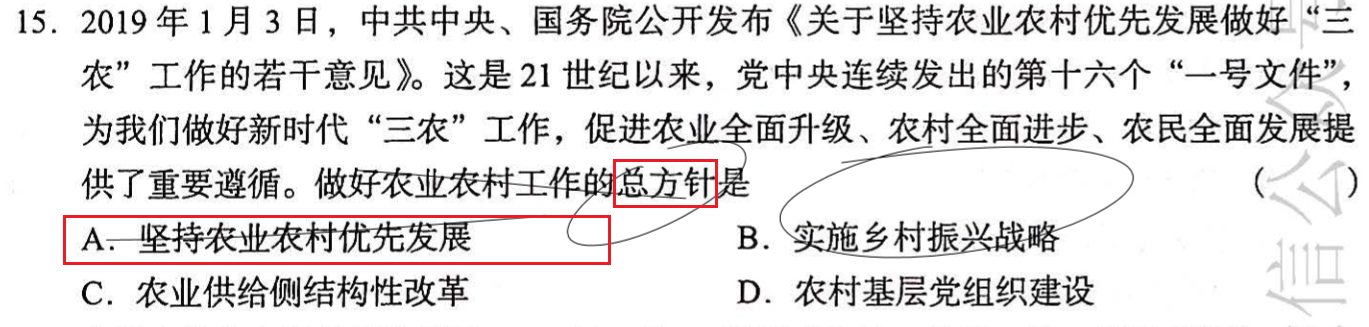 15. 2019 年 1 月 3 日，中共中央、国务院公开发布《关于坚持农业农村优先发展做好“三
农”工作的若干意见》。这是 21 世纪以来，党中央连续发出的第十六个“一号文件”，
为我们做好新时代“三农”工作，促进农业全面升级、农村全面进步、农民全面发展提
供了重要遵循。做好农业农村工作的总方针是 （ ）
A. 坚持农业农村优先发展 B. 实施乡村振兴战略
C. 农业供给侧结构性改革 D. 农村基层党组织建设
信公众